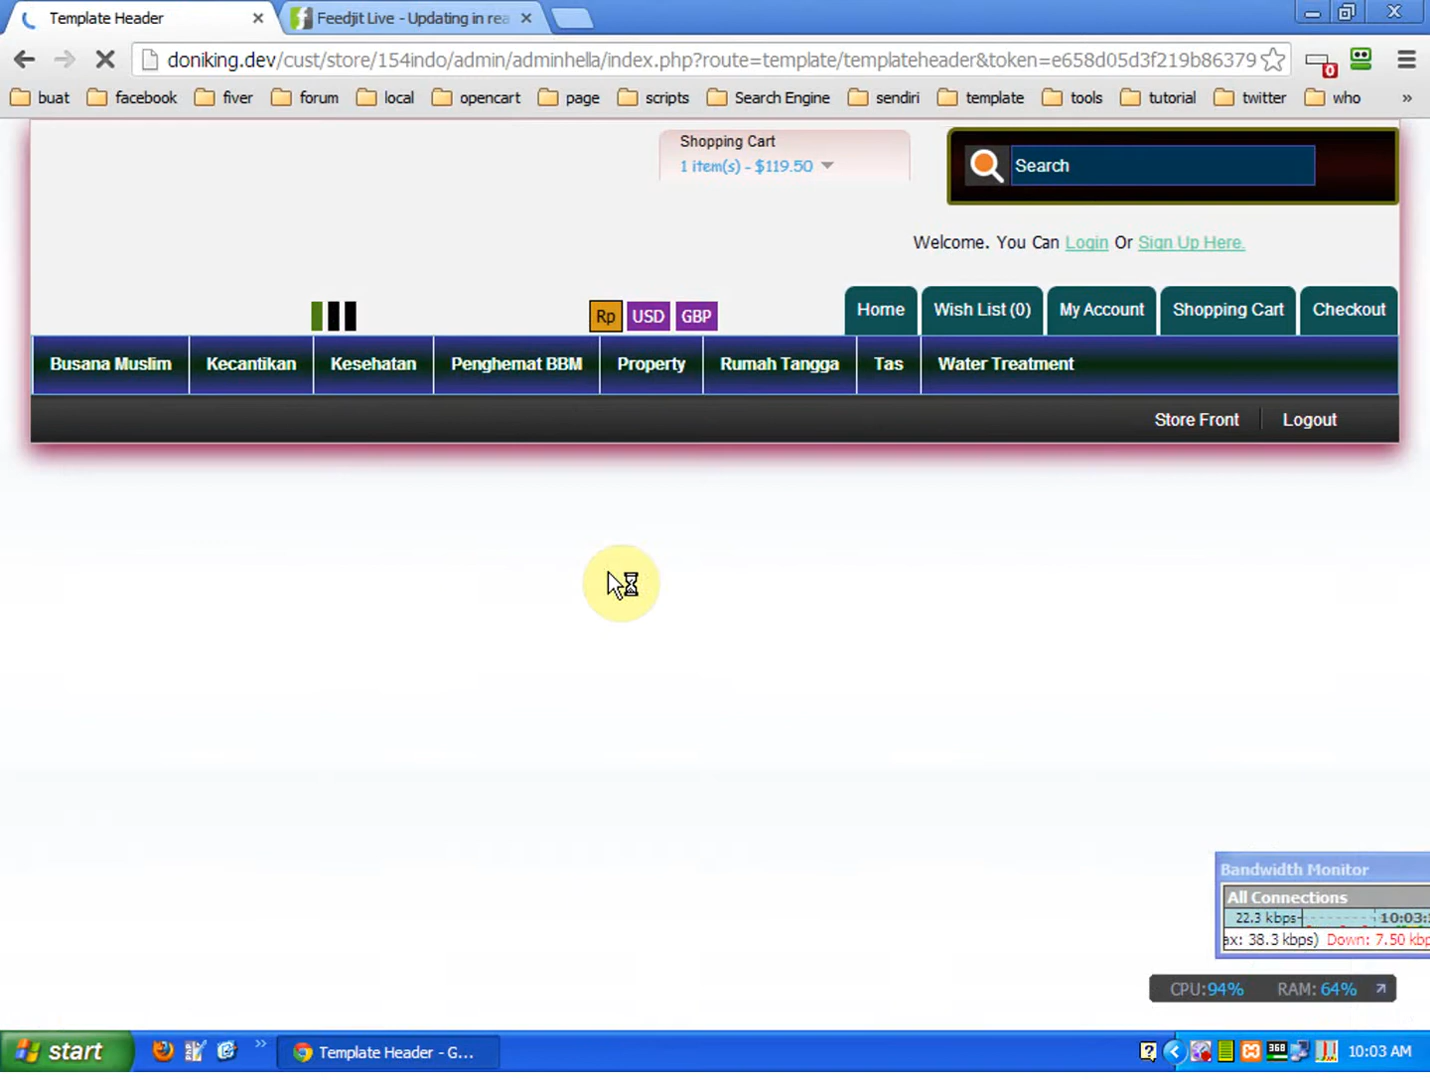 Template Header
Feedjit Live - Updating in rea
doniking.dev/cust/store/154indo/admin/adminhella/index.php?route=template/templateheader&token=e658d05d3f219b86379
0
buat facebook fiver forum local opencart page scripts Search Engine sendiri template tools tutorial twitter who »
Shopping Cart
1 item(s) - $119.50
Search
Welcome. You Can Login Or Sign Up Here.
Rp USD GBP
Home Wish List (0) My Account Shopping Cart Checkout
Busana Muslim Kecantikan Kesehatan Penghemat BBM Property Rumah Tangga Tas Water Treatment
Store Front Logout
Bandwidth Monitor
All Connections
22.3 kbps 10:03:
ax: 38.3 kbps) Down: 7.50 kbp
CPU:94% RAM: 64%
start » Template Header - G... 368 10:03 AM